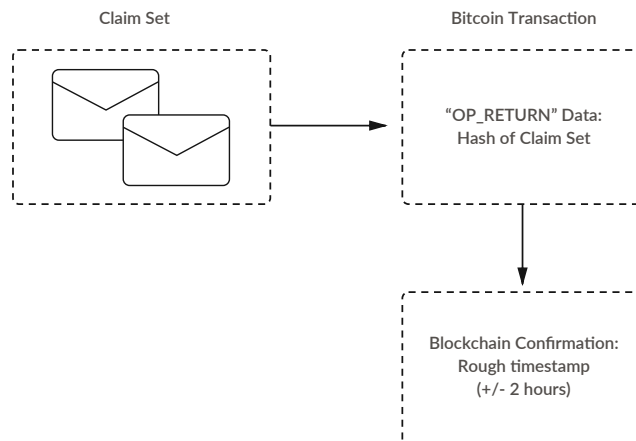 Claim Set
Bitcoin Transaction
“OP_RETURN” Data:
Hash of Claim Set
Blockchain Confirmation:
Rough timestamp
(+/- 2 hours)